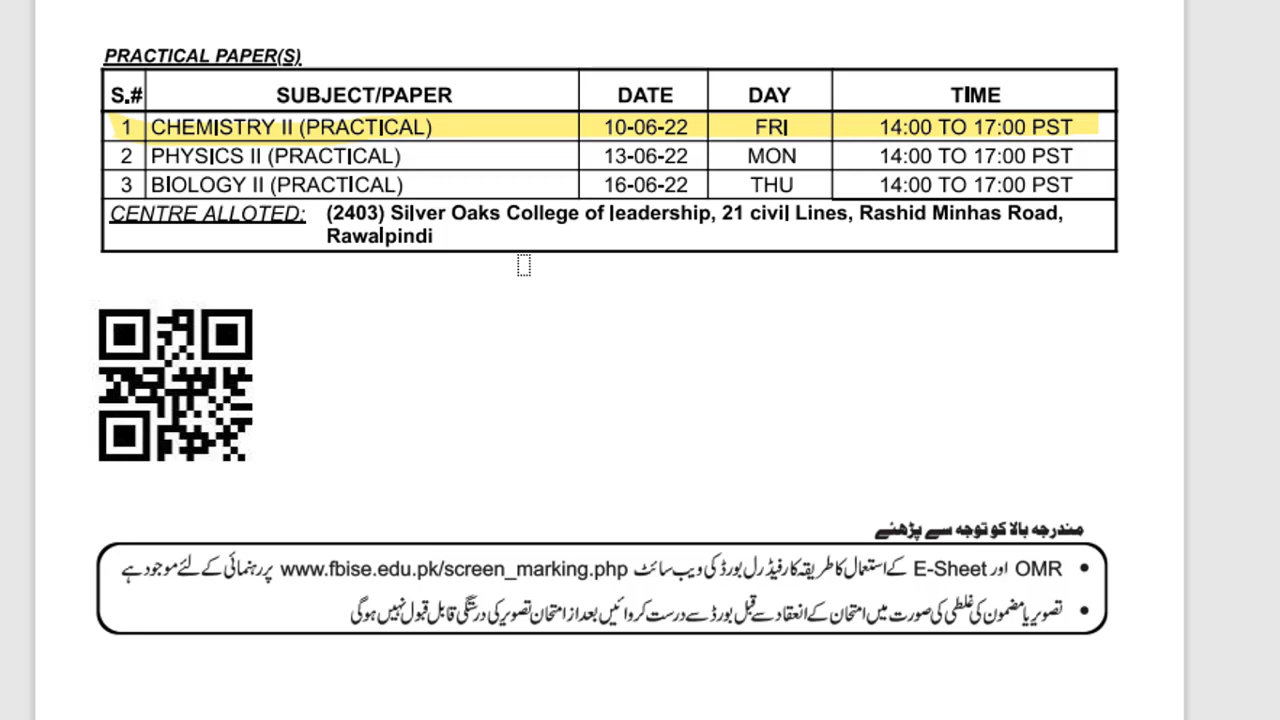 PRACTICAL PAPER(S)
S.# SUBJECT/PAPER DATE DAY TIME
1 CHEMISTRY II (PRACTICAL) 10-06-22 FRI 14:00 TO 17:00 PST
2 PHYSICS II (PRACTICAL) 13-06-22 MON 14:00 TO 17:00 PST
3 BIOLOGY II (PRACTICAL) 16-06-22 THU 14:00 TO 17:00 PST
CENTRE ALLOTED: (2403) Silver Oaks College of leadership, 21 civil Lines, Rashid Minhas Road,
Rawalpindi
مندرجہ بالا کو توجہ سے پڑھئے
• OMR اور E-Sheet کے استعمال کا طریقہ کار فیڈرل بورڈ کی ویب سائٹ www.fbise.edu.pk/screen_marking.php پر رہنمائی کے لئے موجود ہے
• تصویر یا مضمون کی غلطی کی صورت میں امتحان کے انعقاد سے قبل بورڈ سے درست کروائیں بعد از امتحان تصویر کی درستگی قابل قبول نہیں ہوگی